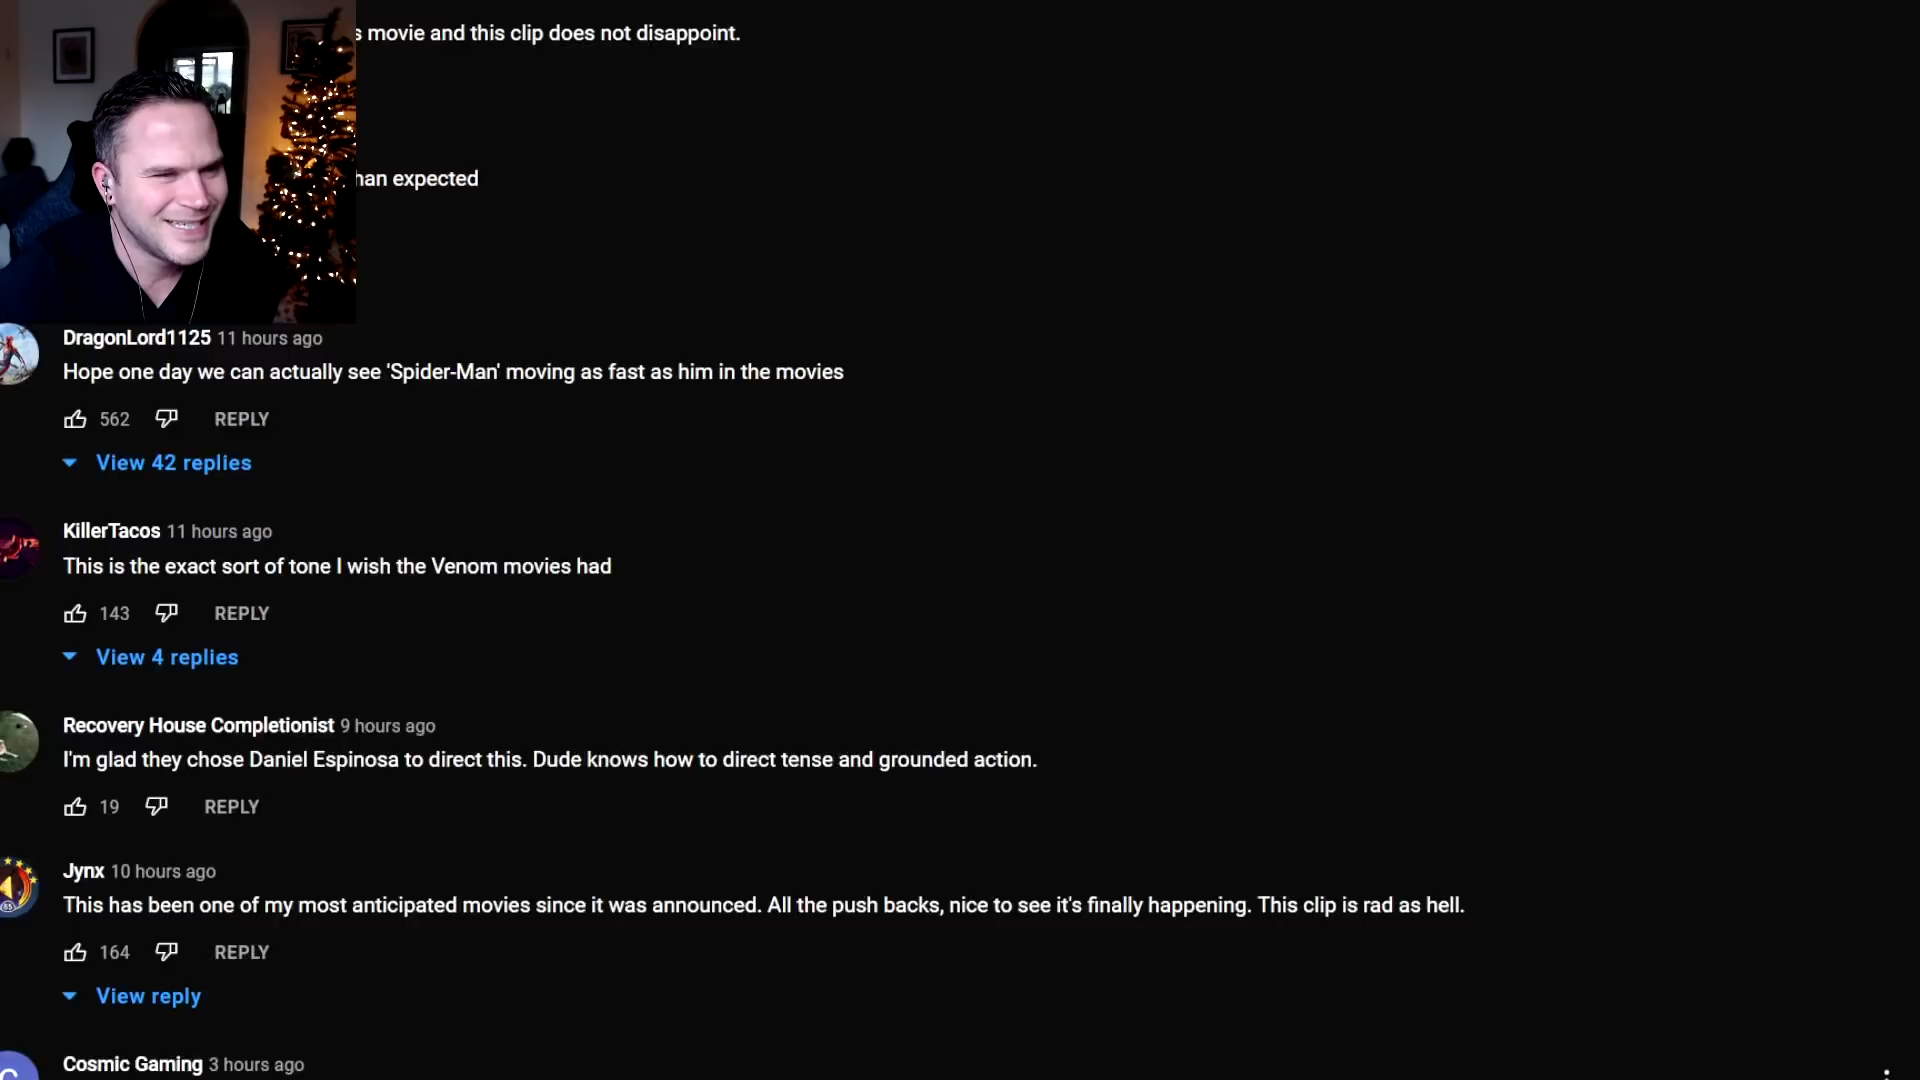 s movie and this clip does not disappoint.
han expected
DragonLord1125 11 hours ago
Hope one day we can actually see 'Spider-Man' moving as fast as him in the movies
562 REPLY
View 42 replies
KillerTacos 11 hours ago
This is the exact sort of tone I wish the Venom movies had
143 REPLY
View 4 replies
Recovery House Completionist 9 hours ago
I'm glad they chose Daniel Espinosa to direct this. Dude knows how to direct tense and grounded action.
19 REPLY
Jynx 10 hours ago
This has been one of my most anticipated movies since it was announced. All the push backs, nice to see it's finally happening. This clip is rad as hell.
164 REPLY
View reply
Cosmic Gaming 3 hours ago